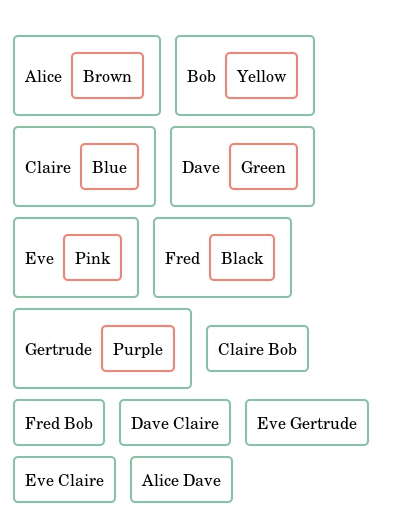 Alice Brown Bob Yellow
Claire Blue Dave Green
Eve Pink Fred Black
Gertrude Purple Claire Bob
Fred Bob Dave Claire Eve Gertrude
Eve Claire Alice Dave